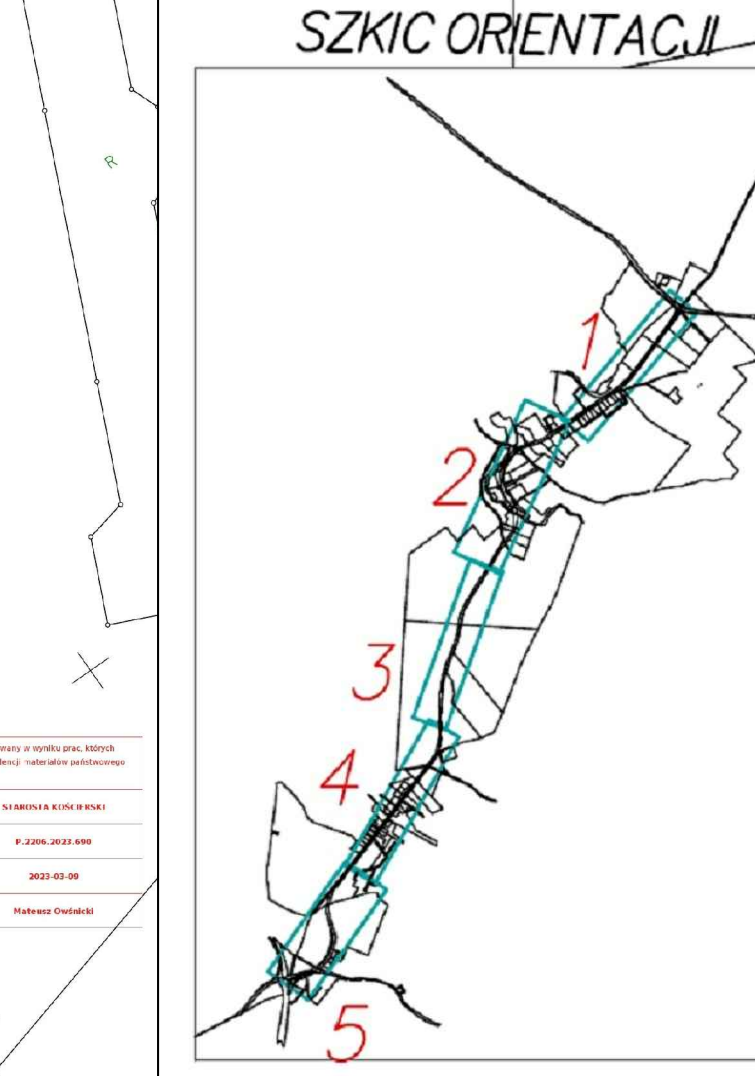 SZKIC ORIENTACJI
R
1
2
3
4
5
wany w wyniku prac, których
dencji materiałów państwowego
STAROSTA KOŚCIERSKI
P.2206.2023.690
2023-03-09
Mateusz Owśnicki